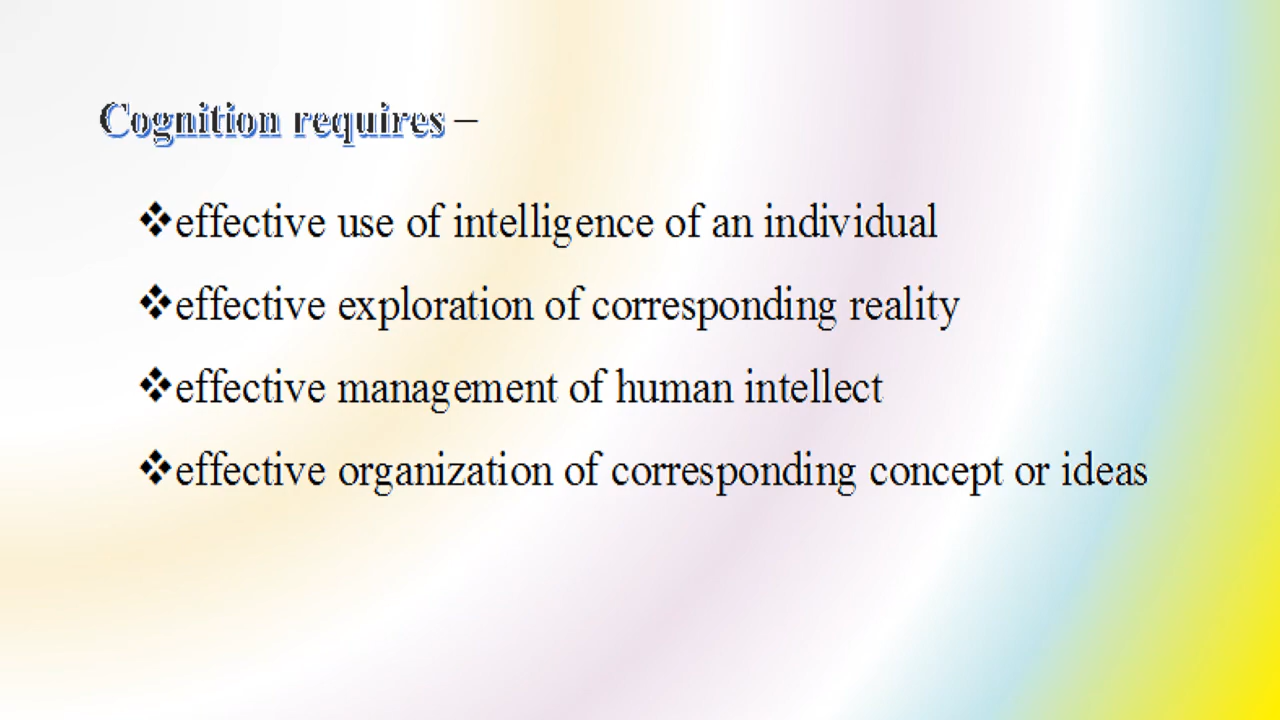 Cognition requires –
❖effective use of intelligence of an individual
❖effective exploration of corresponding reality
❖effective management of human intellect
❖effective organization of corresponding concept or ideas